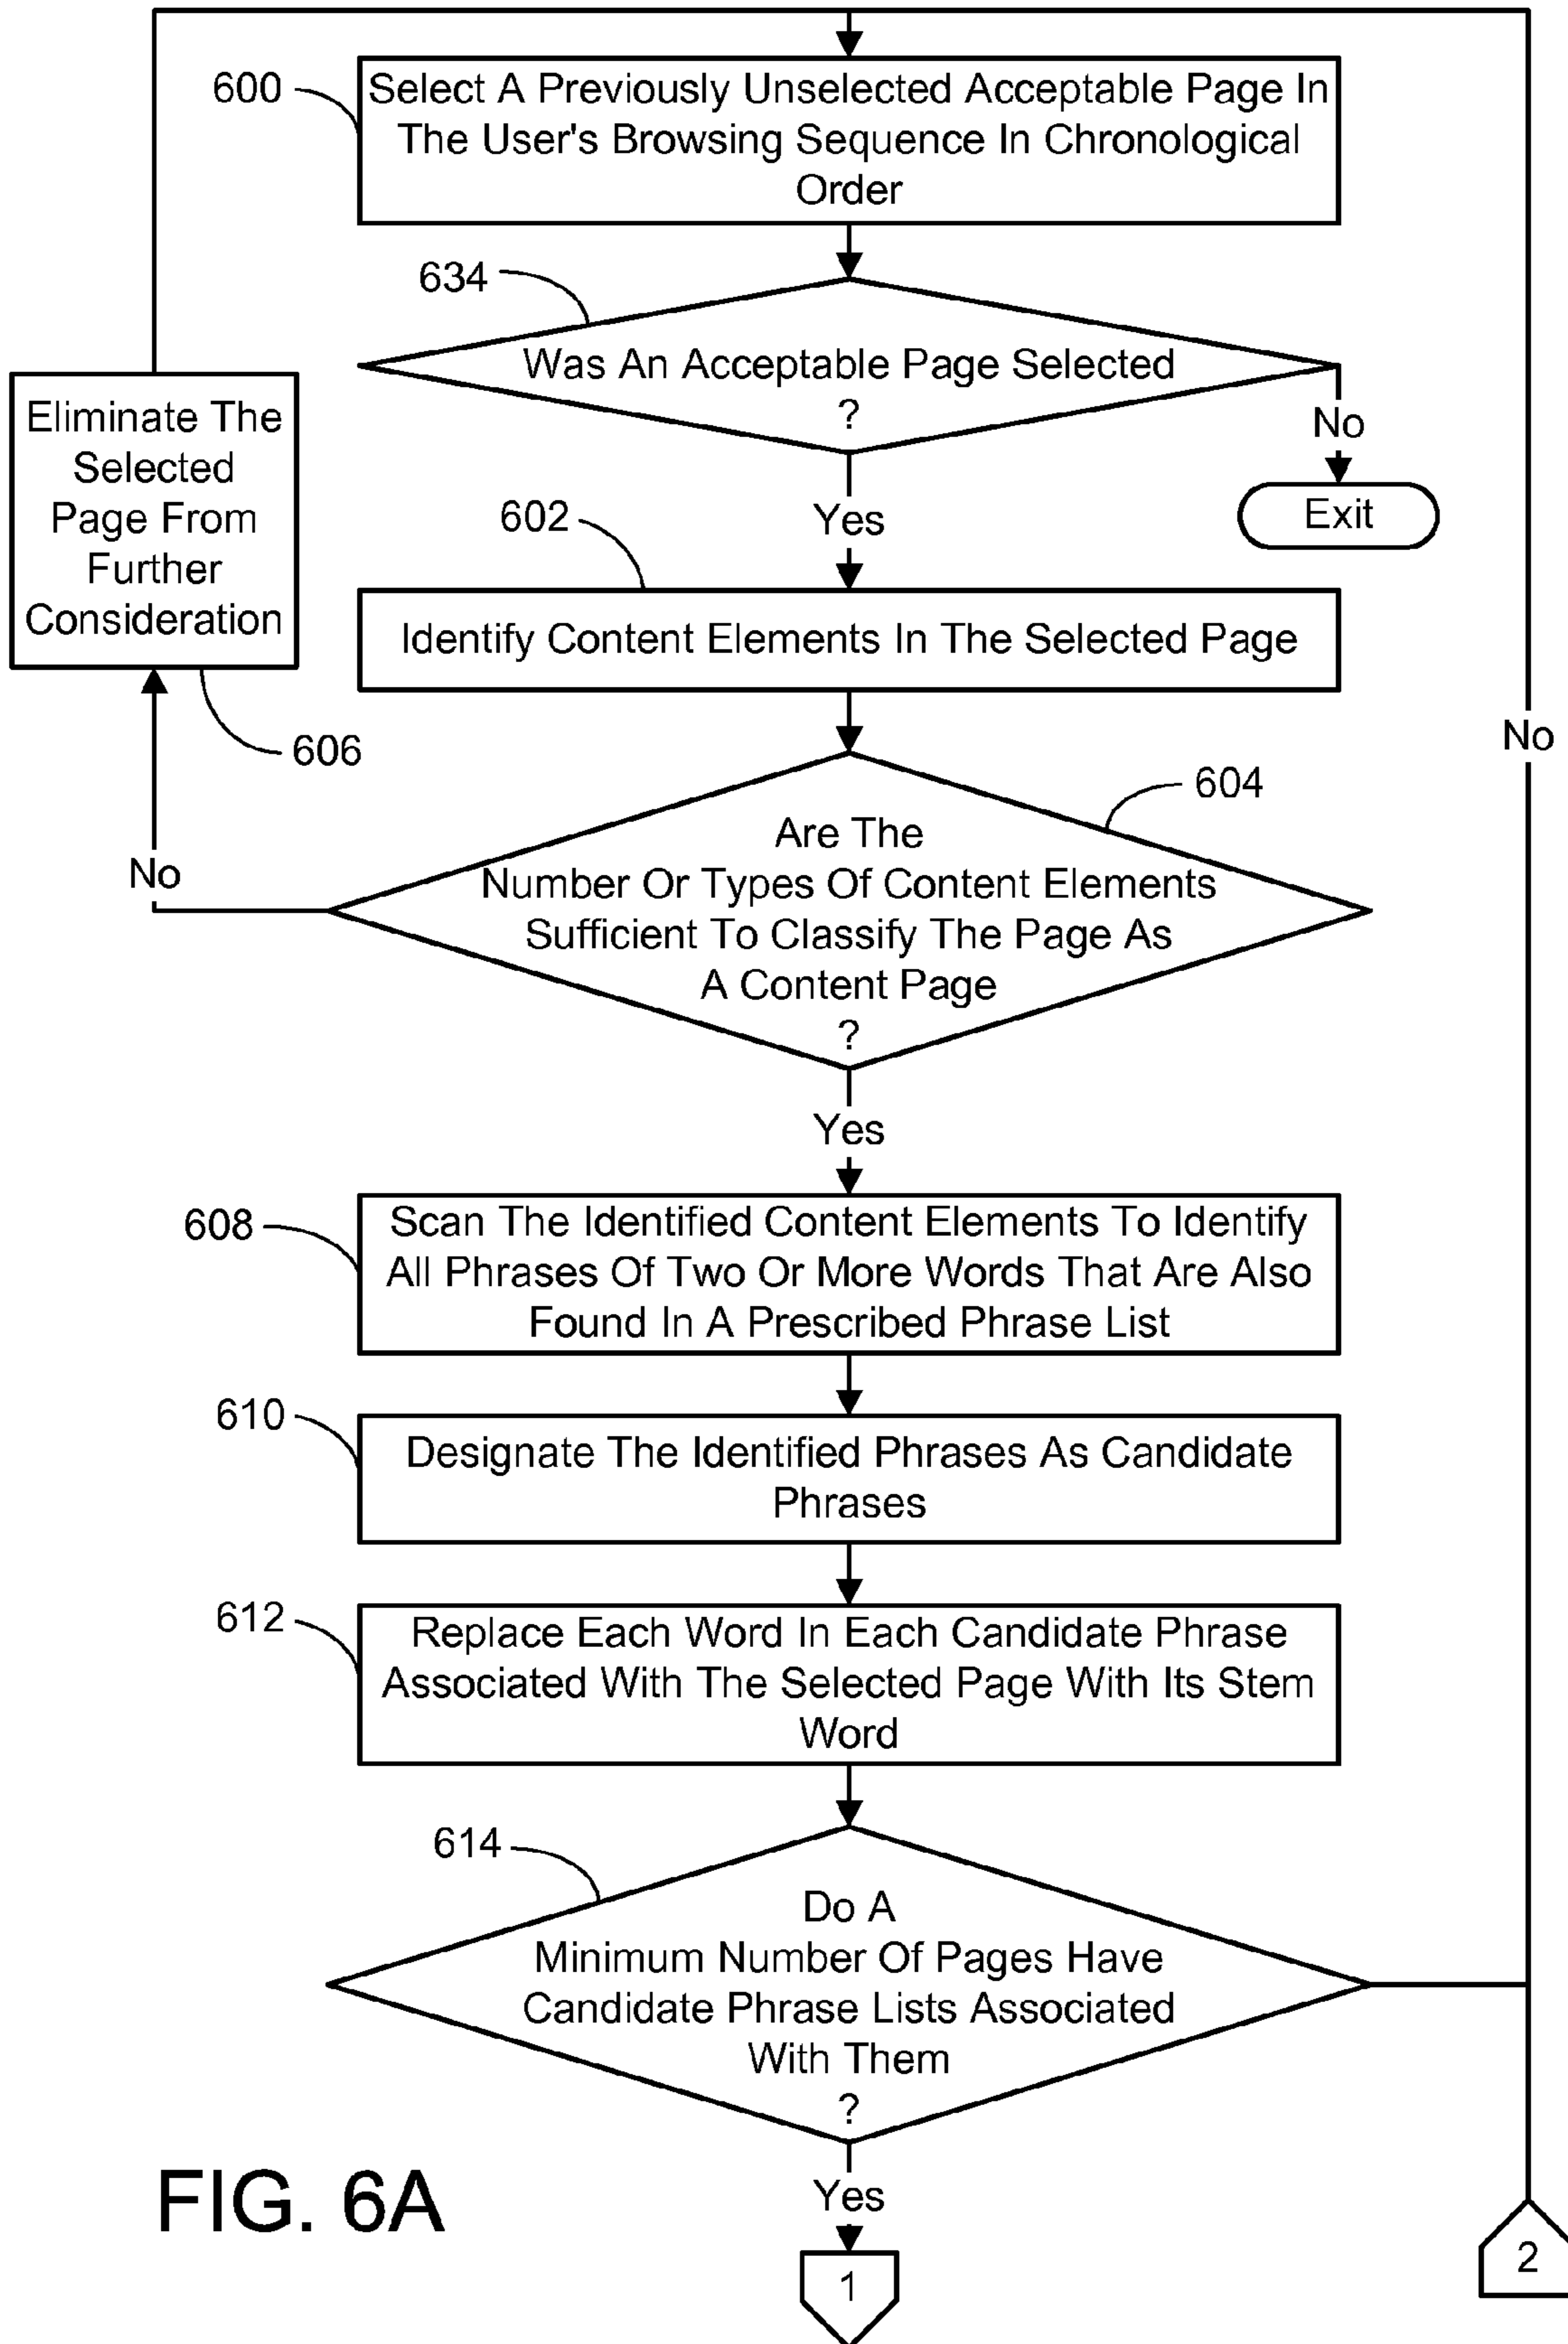 600
Select A Previously Unselected Acceptable Page In
The User's Browsing Sequence In Chronological
Order
634
Was An Acceptable Page Selected
?
No
Exit
Yes
Eliminate The
Selected
Page From
Further
Consideration
606
602
Identify Content Elements In The Selected Page
No
604
Are The
Number Or Types Of Content Elements
Sufficient To Classify The Page As
A Content Page
?
No
Yes
608
Scan The Identified Content Elements To Identify
All Phrases Of Two Or More Words That Are Also
Found In A Prescribed Phrase List
610
Designate The Identified Phrases As Candidate
Phrases
612
Replace Each Word In Each Candidate Phrase
Associated With The Selected Page With Its Stem
Word
614
Do A
Minimum Number Of Pages Have
Candidate Phrase Lists Associated
With Them
?
Yes
1
2
FIG. 6A